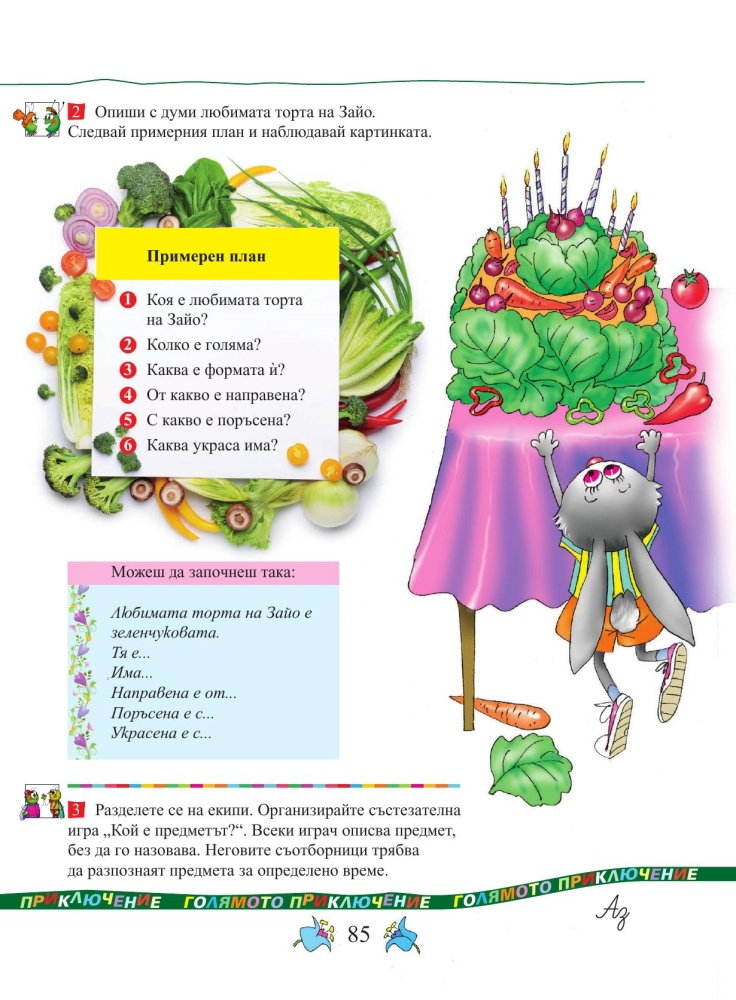 2 Опиши с думи любимата торта на Зайо.
Следвай примерния план и наблюдавай картинката.
Примерен план
1 Коя е любимата торта
на Зайо?
2 Колко е голяма?
3 Каква е формата ѝ?
4 От какво е направена?
5 С какво е поръсена?
6 Каква украса има?
Можеш да започнеш така:
Любимата торта на Зайо е
зеленчуковата.
Тя е...
Има...
Направена е от...
Поръсена е с...
Украсена е с...
3 Разделете се на екипи. Организирайте състезателна
игра „Кой е предметът?“. Всеки играч описва предмет,
без да го назовава. Неговите съотборници трябва
да разпознаят предмета за определено време.
ПРИКЛЮЧЕНИЕ ГОЛЯМОТО ПРИКЛЮЧЕНИЕ ГОЛЯМОТО ПРИКЛЮЧЕНИЕ
Аз
85